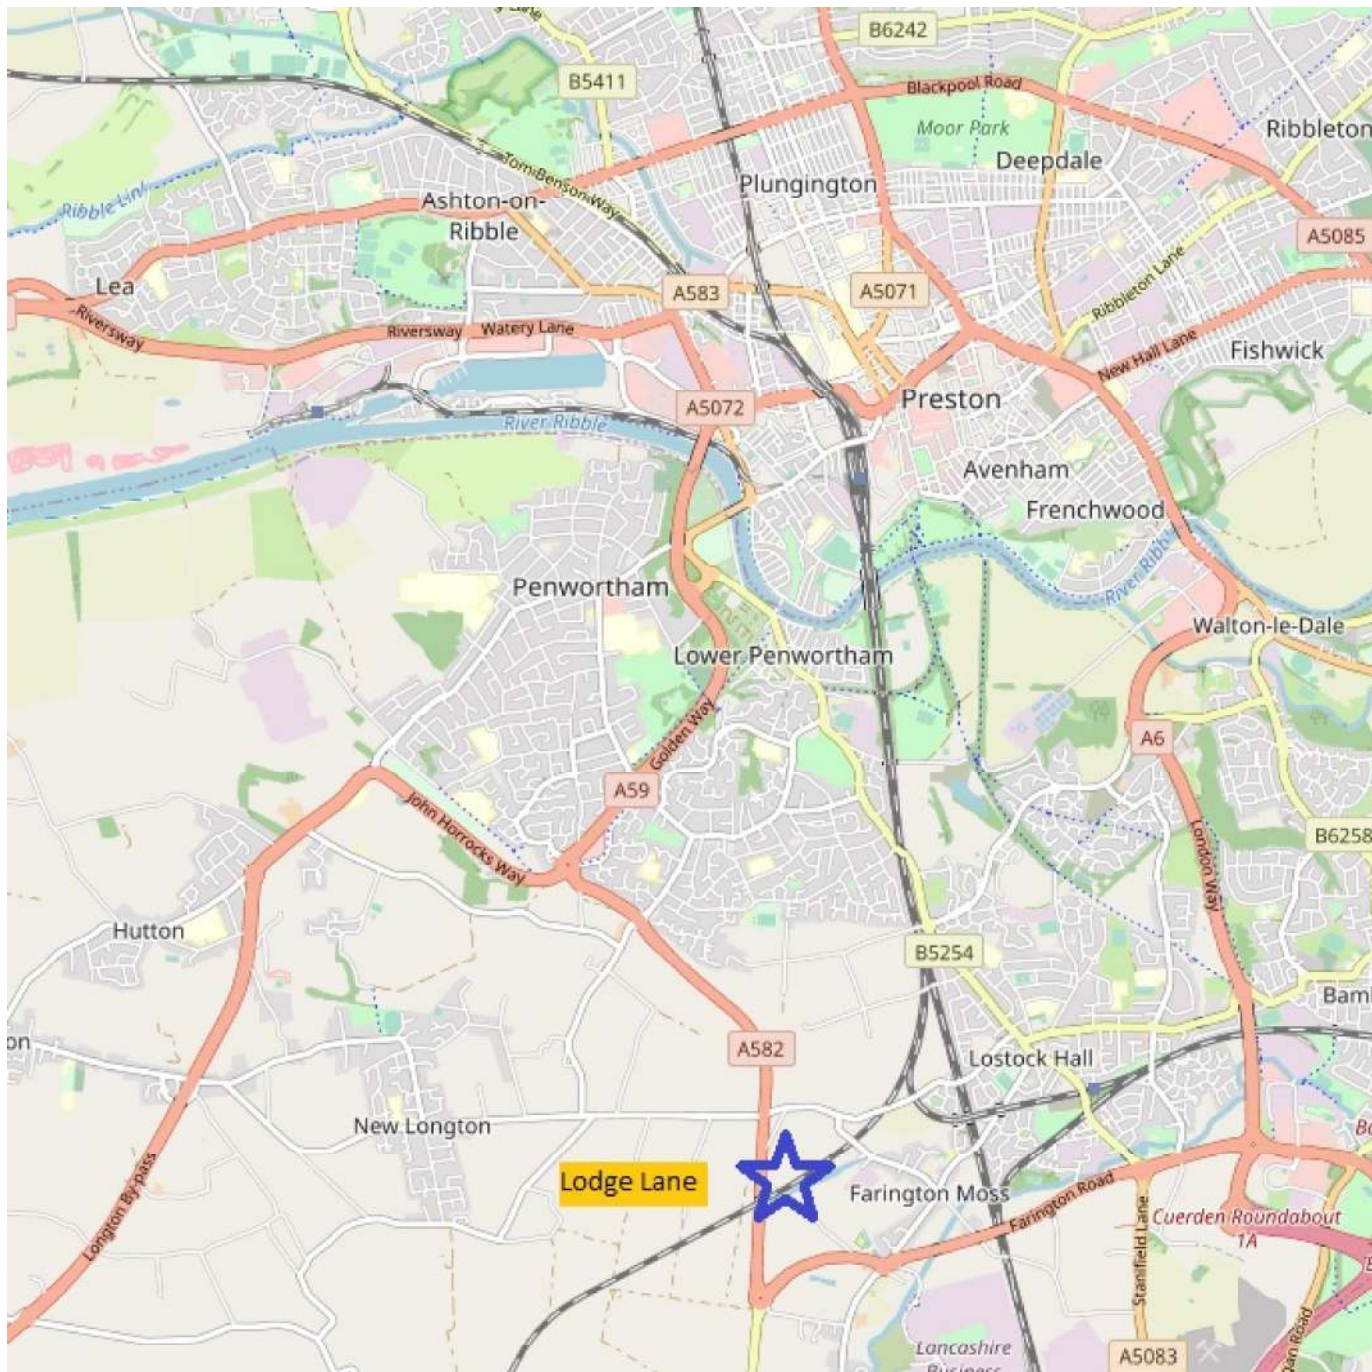 B6242
B5411
Blackpool Road
Moor Park
Ribbleton
Deepdale
Tom Benson Way
Plungington
Ashton-on-
Ribble
Ribble Link
A5085
Lea
A583
A5071
Ribbleton Lane
Riversway
Riversway
Watery Lane
New Hall Lane
Fishwick
A5072
Preston
River Ribble
Avenham
Frenchwood
Penwortham
River Ribble
Walton-le-Dale
Lower Penwortham
Golden Way
A6
A59
John Horrocks Way
London Way
B6258
Hutton
B5254
Bam
on
A582
Lostock Hall
New Longton
Lodge Lane
Farington Moss
Longton By-pass
Farington Road
Cuerden Roundabout
1A
Stanifield Lane
Lancashire
Business
A5083